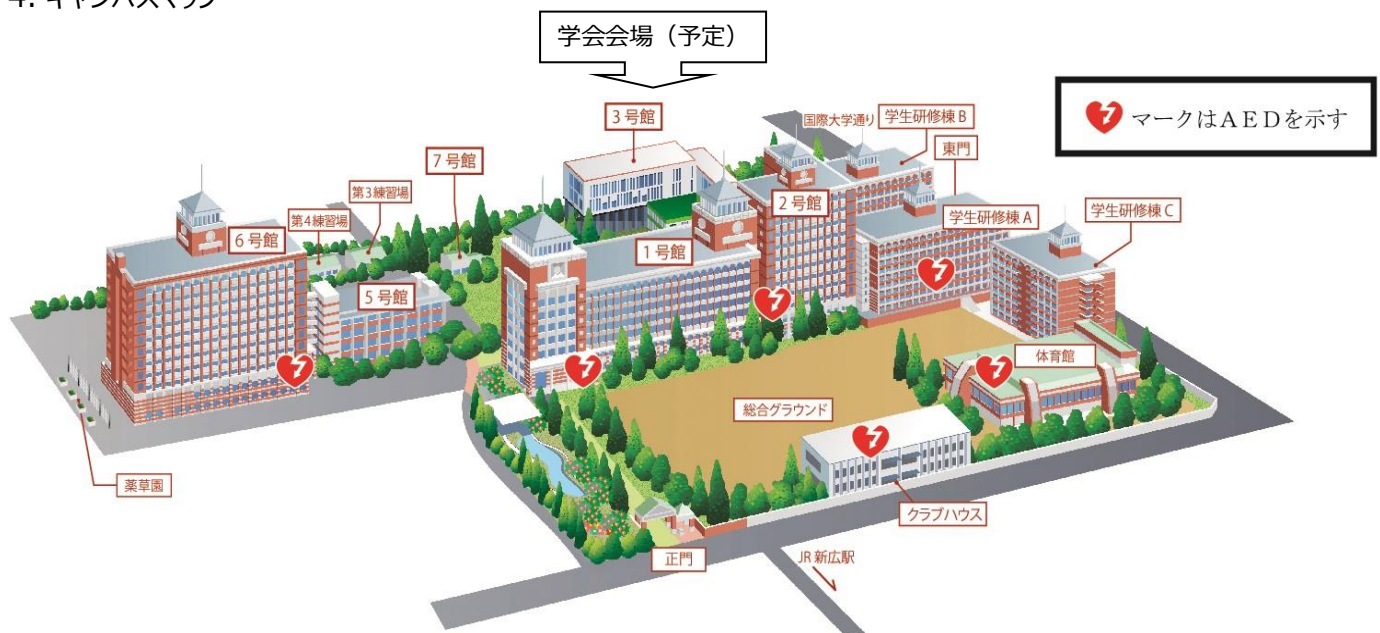 4. キャンパスマップ
学会会場（予定）
マークはAEDを示す
3号館
国際大学通り
学生研修棟B
東門
7号館
第3練習場
第4練習場
2号館
学生研修棟A
学生研修棟C
6号館
1号館
5号館
体育館
総合グラウンド
薬草園
クラブハウス
正門
JR新広駅